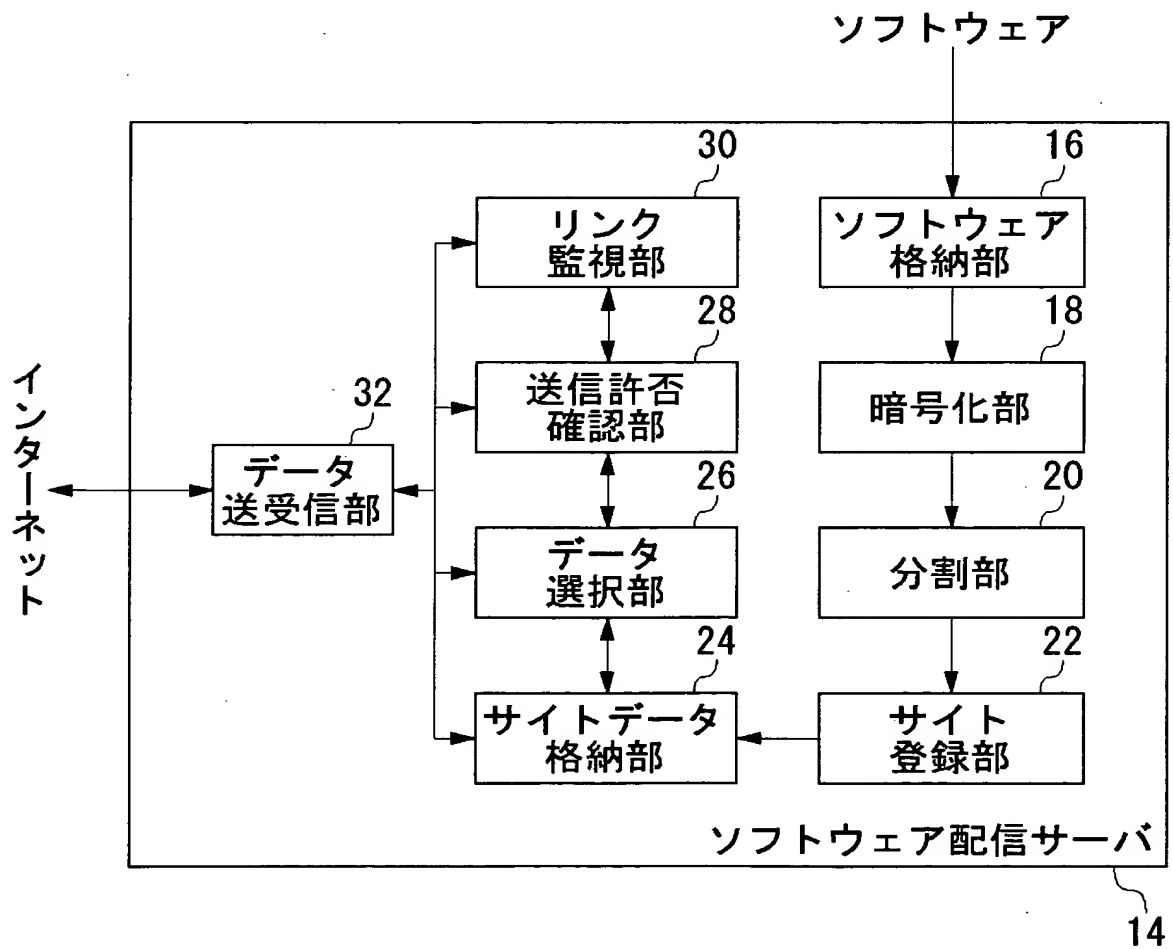 ソフトウェア
30
リンク
監視部
16
ソフトウェア
格納部
28
送信許否
確認部
18
暗号化部
インターネット
32
データ
送受信部
26
データ
選択部
20
分割部
24
サイトデータ
格納部
22
サイト
登録部
ソフトウェア配信サーバ
14